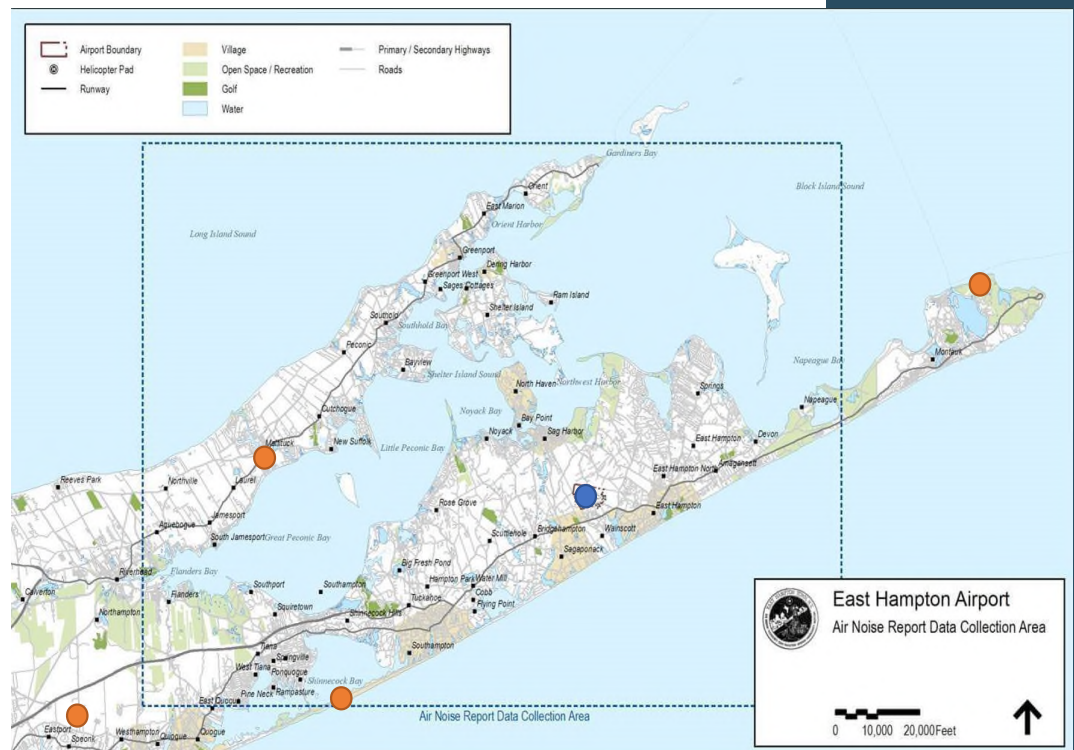 Airport Boundary
Helicopter Pad
Runway
Village
Open Space / Recreation
Golf
Water
Primary / Secondary Highways
Roads
Gardiners Bay
Block Island Sound
Long Island Sound
Orient
East Marion
Orient Harbor
Greenport
Dering Harbor
Greenport West
Sages Cottages
Ram Island
Shelter Island
Southold
Southhold Bay
Peconic
Bayview
Shelter Island Sound
Northwest Harbor
North Haven
Springs
Napeague Bay
Montauk
Napeague
Cutchogue
Noyack Bay
Bay Point
Noyack
Sag Harbor
Mattituck
New Suffolk
Little Peconic Bay
East Hampton
Devon
Amagansett
East Hampton North
Reeves Park
Northville
Laurel
Rose Grove
East Hampton
Jamesport
Aquebogue
South Jamesport
Great Peconic Bay
Scuttlehole
Bridgehampton
Wainscott
Sagaponack
Riverhead
Flanders Bay
Big Fresh Pond
Calverton
Flanders
Southport
Southampton
Hampton Park
Water Mill
Cobb
Tuckahoe
Flying Point
Northampton
Squiretown
Shinnecock Hills
Southampton
Tiana
Springville
West Tiana
Ponquogue
Shinnecock Bay
Pine Neck
Rampasture
East Quogue
Eastport
Speonk
Westhampton
Quiogue
Quogue
Air Noise Report Data Collection Area
East Hampton Airport
Air Noise Report Data Collection Area
0 10,000 20,000Feet